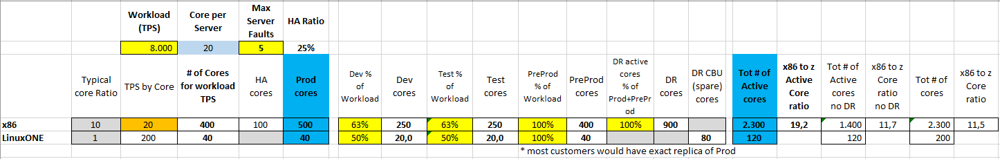 Workload (TPS) Core per Server Max Server Faults HA Ratio
8.000 20 5 25%
Typical core Ratio TPS by Core # of Cores for workload TPS HA cores Prod cores Dev % of Workload Dev cores Test % of Workload Test cores PreProd % of Workload PreProd cores DR active cores % of Prod+PrePr od DR cores DR CBU (spare) cores Tot # of Active cores x86 to z Active Core ratio Tot # of Active cores no DR x86 to z Core ratio no DR Tot # of cores x86 to z Core ratio
x86 10 20 400 100 500 63% 250 63% 250 100% 400 100% 900 2.300 19,2 1.400 11,7 2.300 11,5
LinuxONE 1 200 40 40 50% 20,0 50% 20,0 100% 40 80 120 120 200
* most customers would have exact replica of Prod